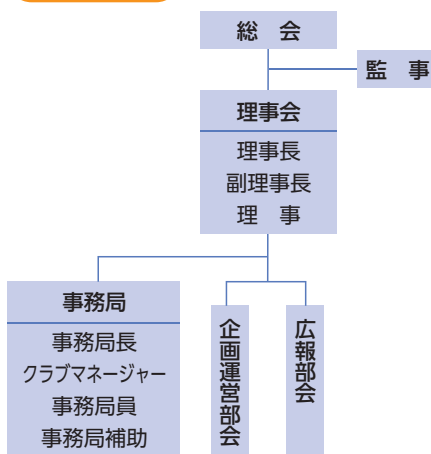 総　会
監　事
理事会
理事長
副理事長
理　事
事務局
事務局長
クラブマネージャー
事務局員
事務局補助
企画運営部会
広報部会